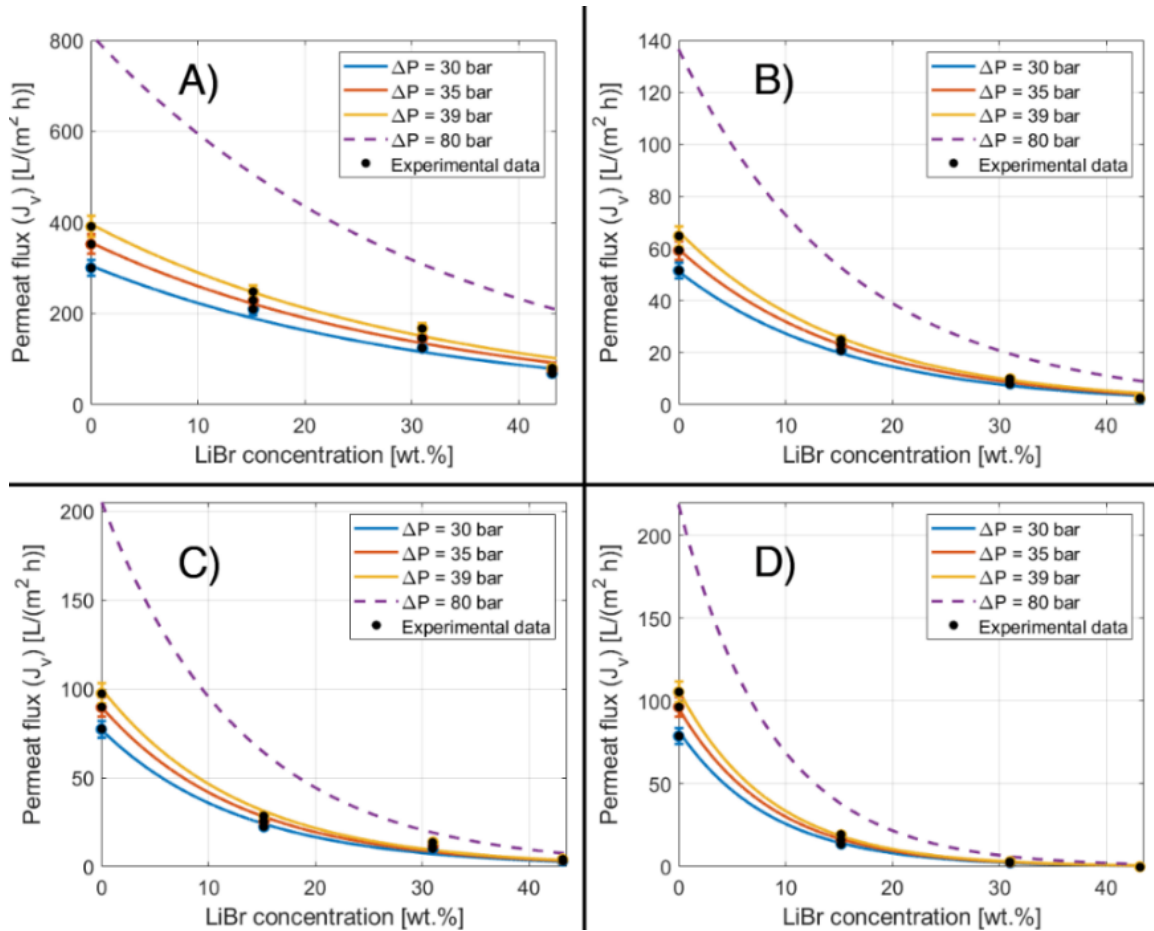 A)
Permeat flux (J_v) [L/(m² h)]
800
600
400
200
0
ΔP = 30 bar
ΔP = 35 bar
ΔP = 39 bar
ΔP = 80 bar
Experimental data
0 10 20 30 40
LiBr concentration [wt.%]
B)
Permeat flux (J_v) [L/(m² h)]
140
120
100
80
60
40
20
0
ΔP = 30 bar
ΔP = 35 bar
ΔP = 39 bar
ΔP = 80 bar
Experimental data
0 10 20 30 40
LiBr concentration [wt.%]
C)
Permeat flux (J_v) [L/(m² h)]
200
150
100
50
0
ΔP = 30 bar
ΔP = 35 bar
ΔP = 39 bar
ΔP = 80 bar
Experimental data
0 10 20 30 40
LiBr concentration [wt.%]
D)
Permeat flux (J_v) [L/(m² h)]
200
150
100
50
0
ΔP = 30 bar
ΔP = 35 bar
ΔP = 39 bar
ΔP = 80 bar
Experimental data
0 10 20 30 40
LiBr concentration [wt.%]